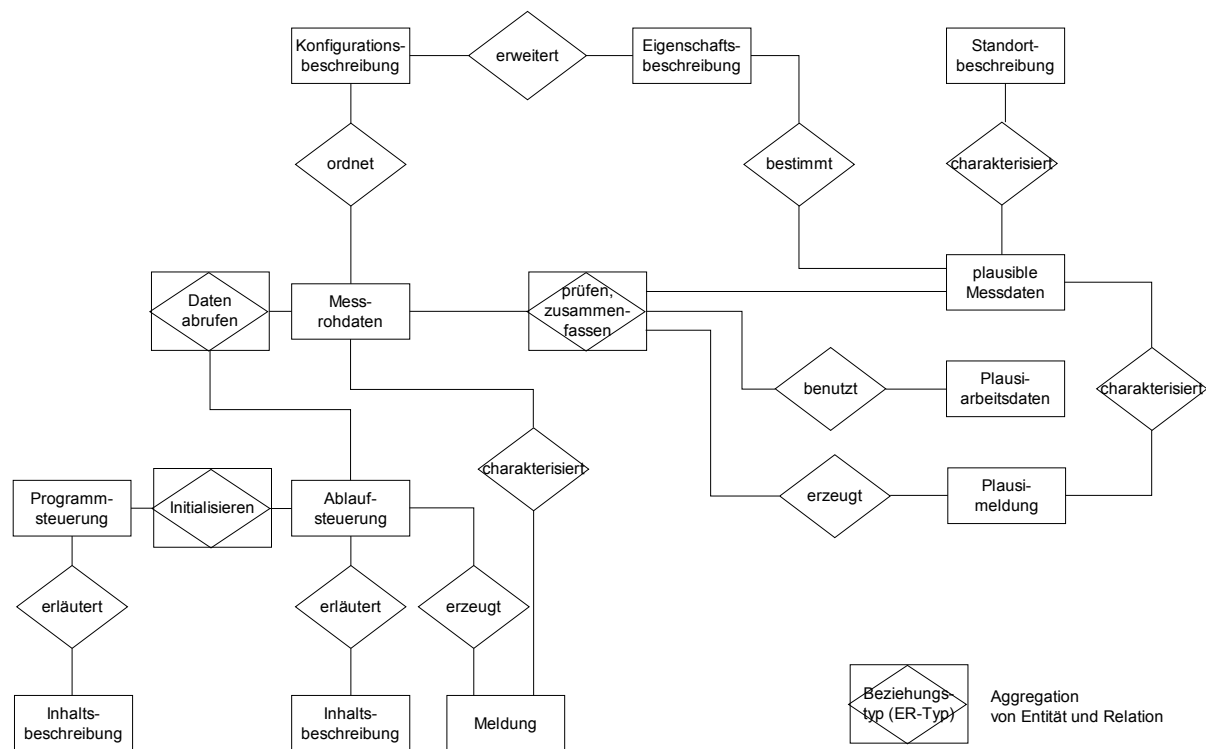 Konfigurations-
beschreibung
erweitert
Eigenschafts-
beschreibung
Standort-
beschreibung
ordnet
bestimmt
charakterisiert
Daten
abrufen
Mess-
rohdaten
prüfen,
zusammen-
fassen
plausible
Messdaten
benutzt
Plausi-
arbeitsdaten
charakterisiert
charakterisiert
Programm-
steuerung
Initialisieren
Ablauf-
steuerung
erzeugt
Plausi-
meldung
erläutert
erläutert
erzeugt
Inhalts-
beschreibung
Inhalts-
beschreibung
Meldung
Beziehungs-
typ (ER-Typ)
Aggregation
von Entität und Relation